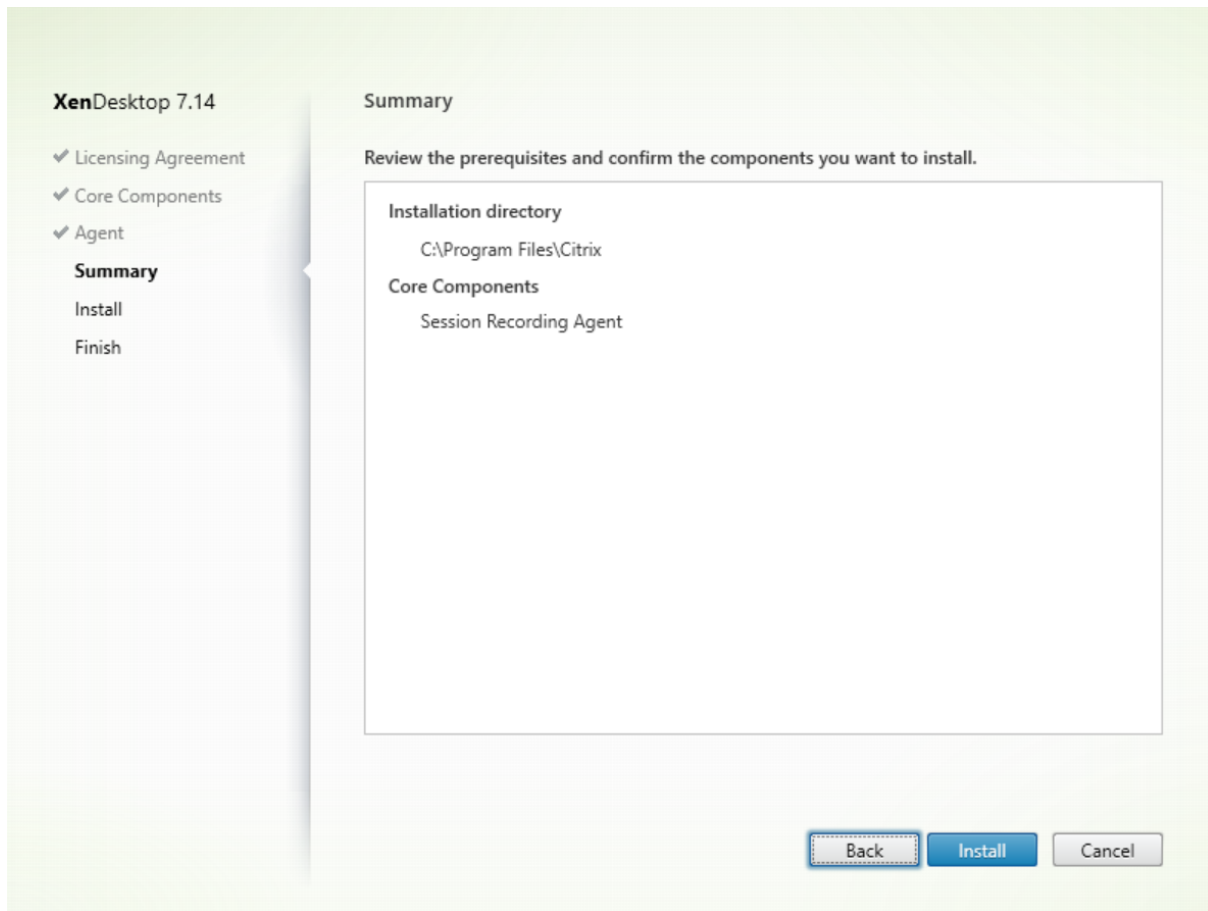 XenDesktop 7.14
Licensing Agreement
Core Components
Agent
Summary
Install
Finish
Summary
Review the prerequisites and confirm the components you want to install.
Installation directory
C:\Program Files\Citrix
Core Components
Session Recording Agent
Back
Install
Cancel